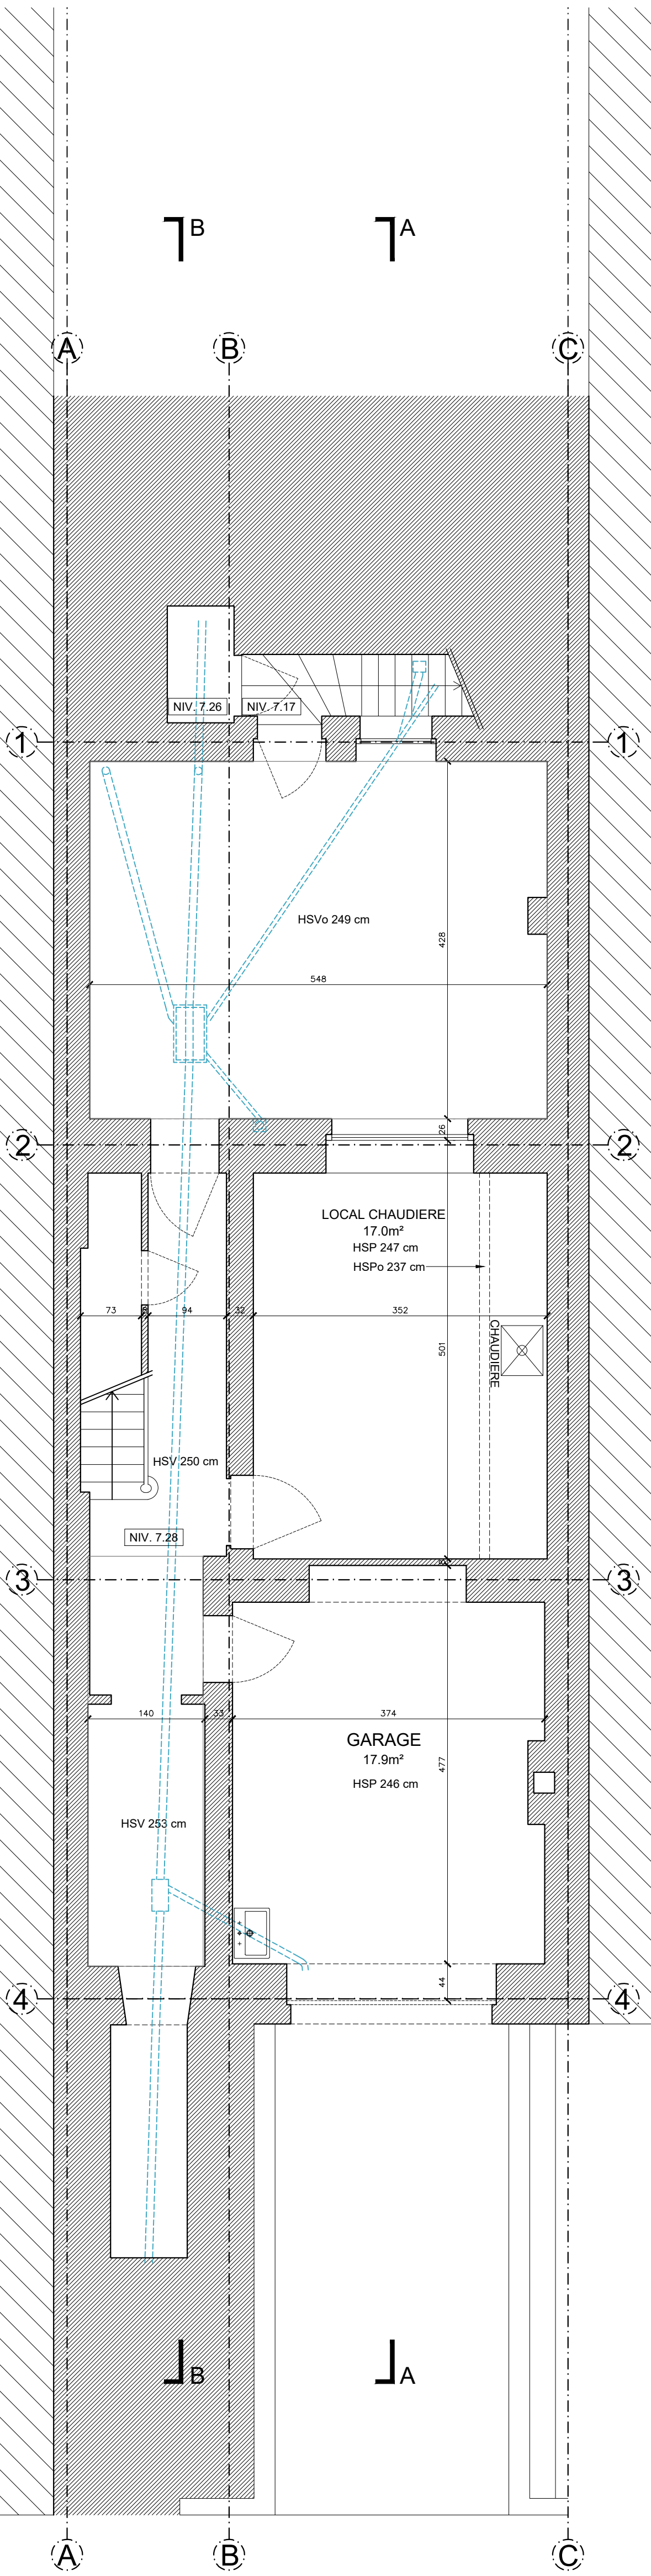 B A
A B C
NIV. 7.26 NIV. 7.17
1 1
HSVo 249 cm
428
548
26
2 2
LOCAL CHAUDIERE
17.0m²
HSP 247 cm
HSPo 237 cm
73 8 94 32 352
501
CHAUDIERE
HSV 250 cm
NIV. 7.28
8
3 3
140 33 374
GARAGE
17.9m²
477
HSP 246 cm
HSV 253 cm
44
4 4
B A
A B C